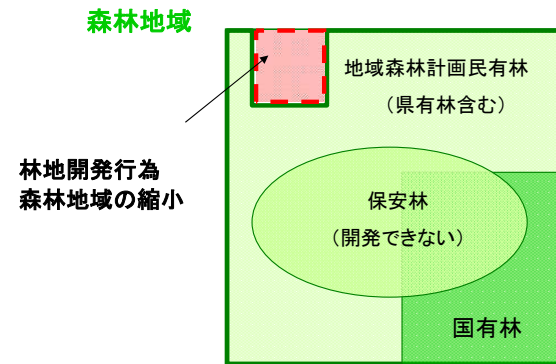 森林地域
地域森林計画民有林
（県有林含む）
林地開発行為
森林地域の縮小
保安林
（開発できない）
国有林